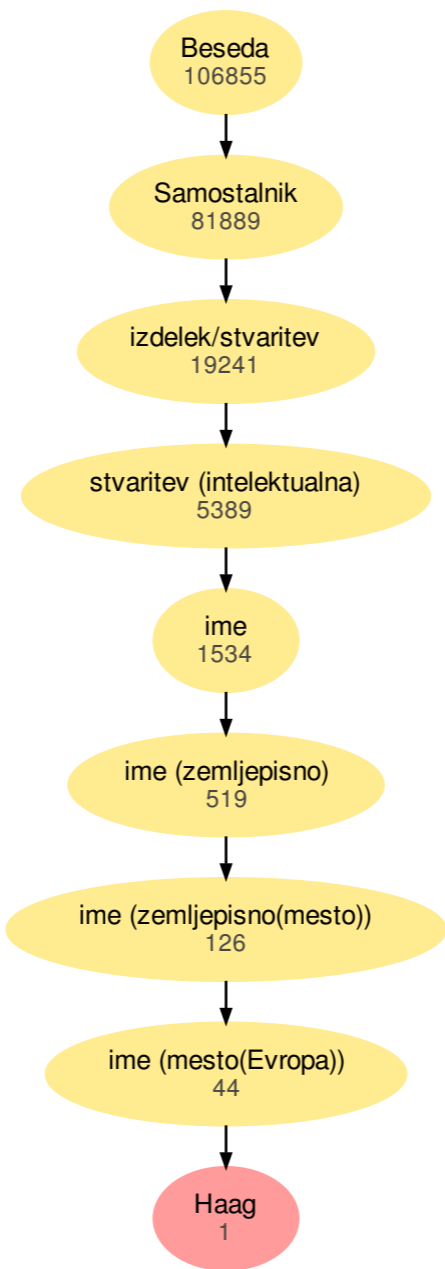 Beseda
106855
Samostalnik
81889
izdelek/stvaritev
19241
stvaritev (intelektualna)
5389
ime
1534
ime (zemljepisno)
519
ime (zemljepisno(mesto))
126
ime (mesto(Evropa))
44
Haag
1